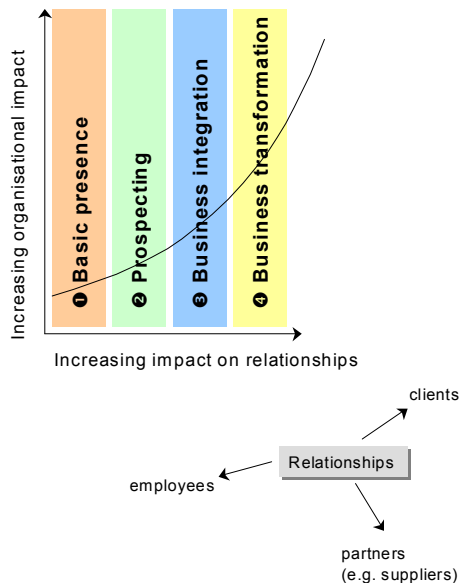 Increasing organisational impact
❶ Basic presence
❷ Prospecting
❸ Business integration
❹ Business transformation
Increasing impact on relationships
clients
Relationships
employees
partners
(e.g. suppliers)